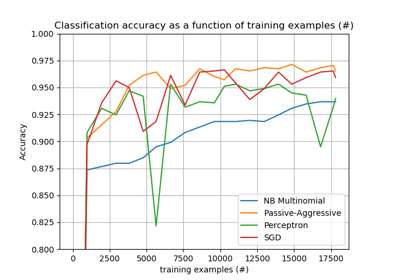 Classification accuracy as a function of training examples (#)
1.000
0.975
0.950
0.925
0.900
0.875
0.850
0.825
0.800
Accuracy
NB Multinomial
Passive-Aggressive
Perceptron
SGD
0 2500 5000 7500 10000 12500 15000 17500
training examples (#)